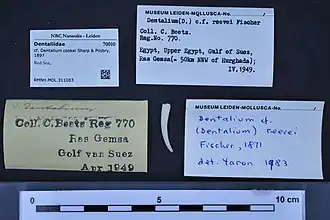 NBC Naturalis - Leiden
Dentaliidae 70010
cf. Dentalium cookei Sharp & Pilsbry, 1897
Red Sea,
RMNH.MOL.311083
MUSEUM LEIDEN-MOLLUSCA-No.
Dentalium(D.) c.f. reevei Fischer
Coll. C. Beets.
Reg.No. 770.
Egypt, Upper Egypt, Gulf of Suez,
Ras Gemsa(= 50km NNW of Hurghada);
IV.1949.
Dentalium
Coll. C. Beets Reg 770
Ras Gemsa
Golf van Suez
Apr 1949
MUSEUM LEIDEN-MOLLUSCA-No.
Dentalium cf.
(Dentalium) reevei
Fischer, 1871
det. Yaron 1983
0 5 10 cm